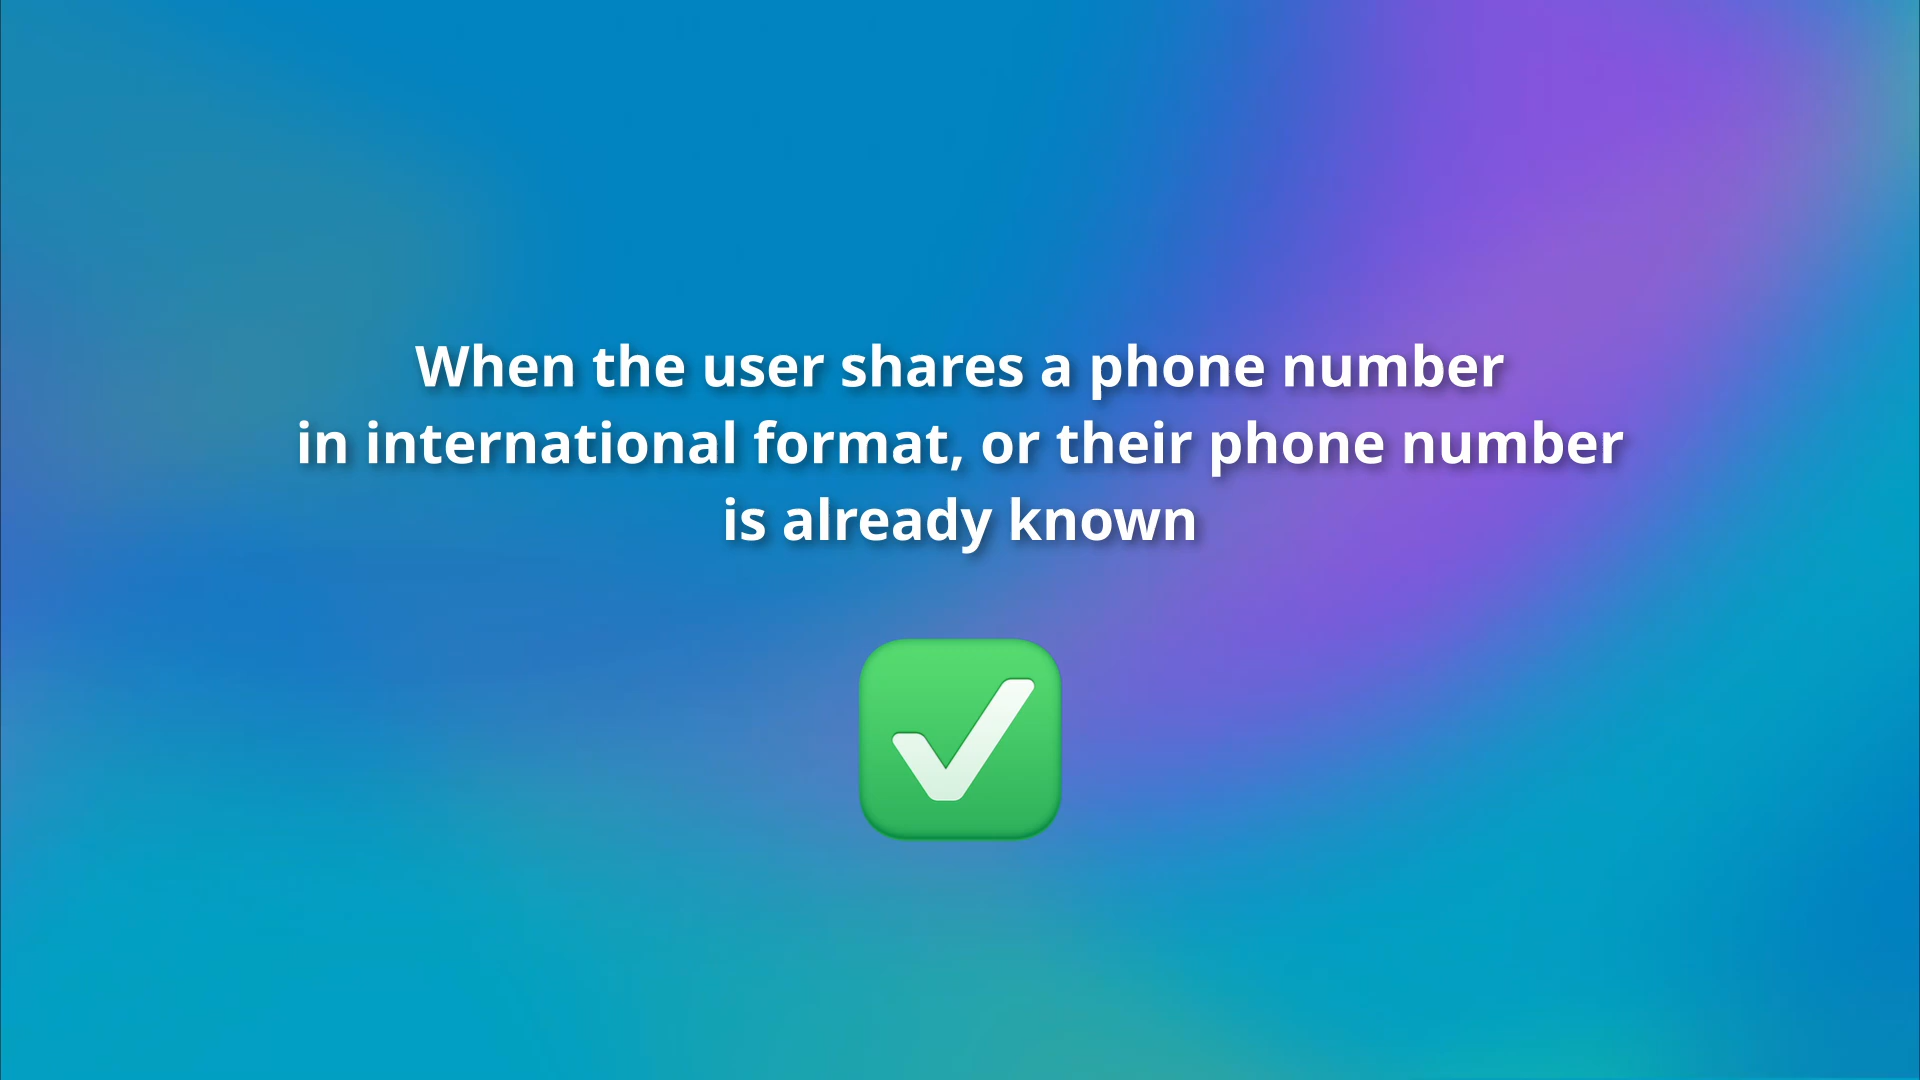 When the user shares a phone number
in international format, or their phone number
is already known